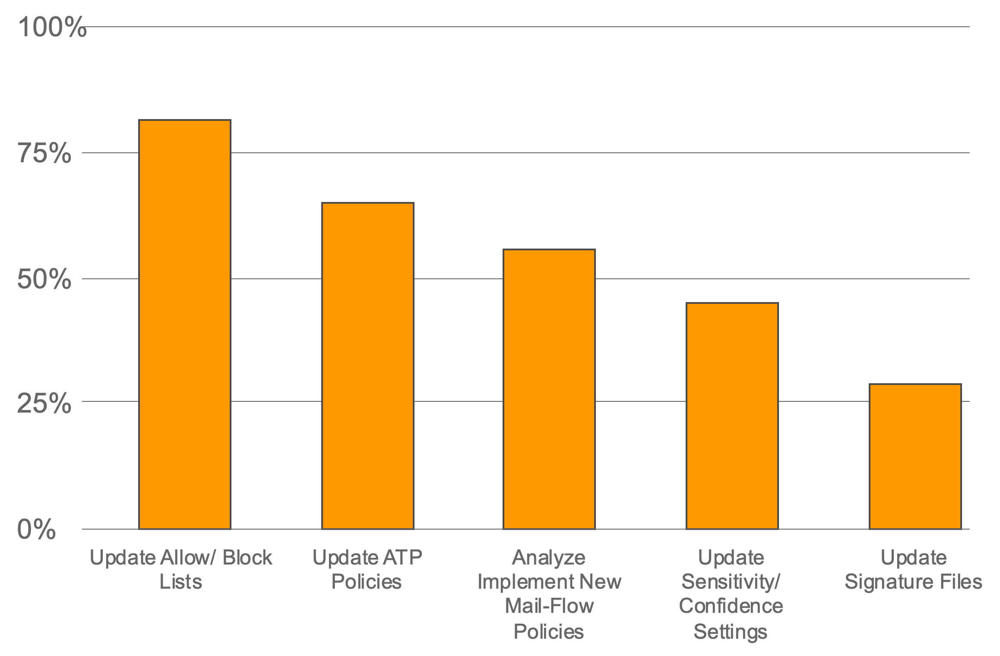 100%
75%
50%
25%
0%
Update Allow/ Block
Lists
Update ATP
Policies
Analyze
Implement New
Mail-Flow
Policies
Update
Sensitivity/
Confidence
Settings
Update
Signature Files